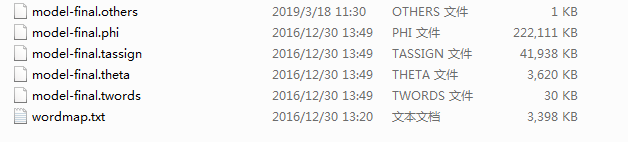 model-final.others 2019/3/18 11:30 OTHERS 文件 1 KB
model-final.phi 2016/12/30 13:49 PHI 文件 222,111 KB
model-final.tassign 2016/12/30 13:49 TASSIGN 文件 41,938 KB
model-final.theta 2016/12/30 13:49 THETA 文件 3,620 KB
model-final.twords 2016/12/30 13:49 TWORDS 文件 30 KB
wordmap.txt 2016/12/30 13:20 文本文档 3,398 KB